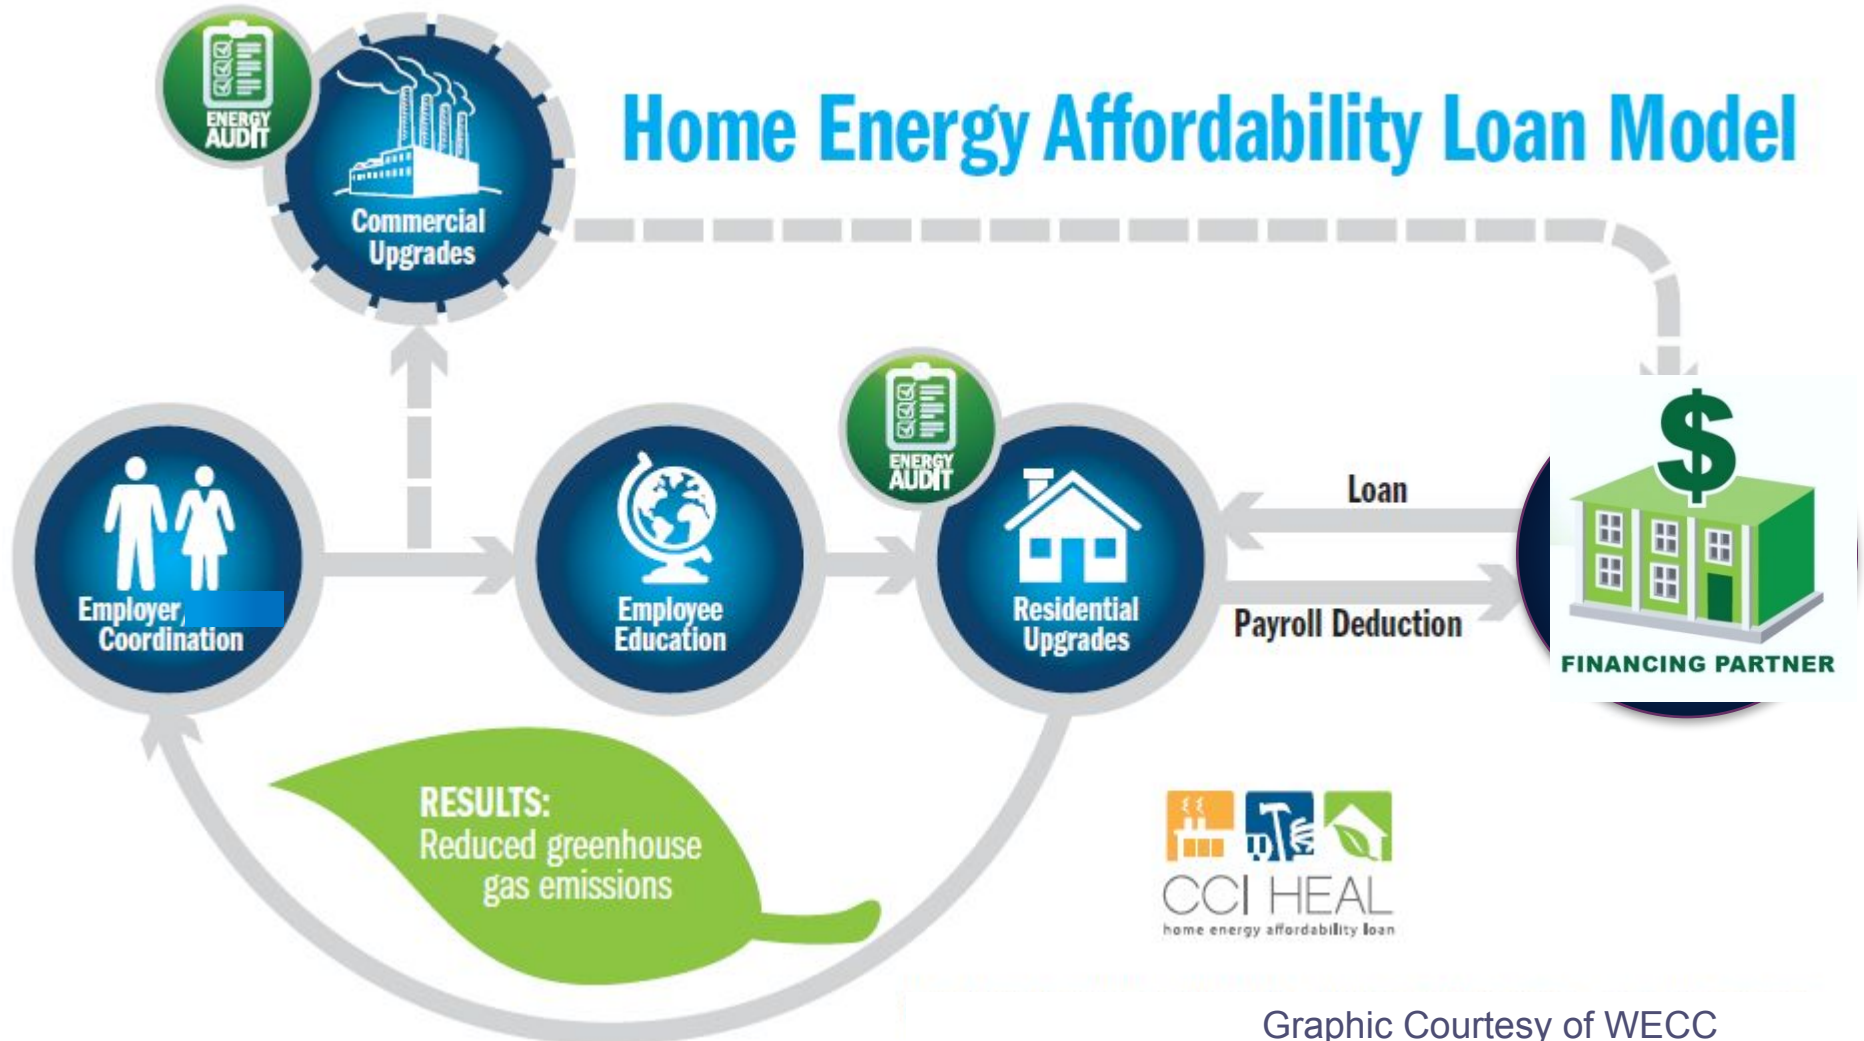 Home Energy Affordability Loan Model
ENERGY
AUDIT
Commercial
Upgrades
ENERGY
AUDIT
Employer/
Coordination
Employee
Education
Residential
Upgrades
Loan
Payroll Deduction
$
FINANCING PARTNER
RESULTS:
Reduced greenhouse
gas emissions
CCI HEAL
home energy affordability loan
Graphic Courtesy of WECC